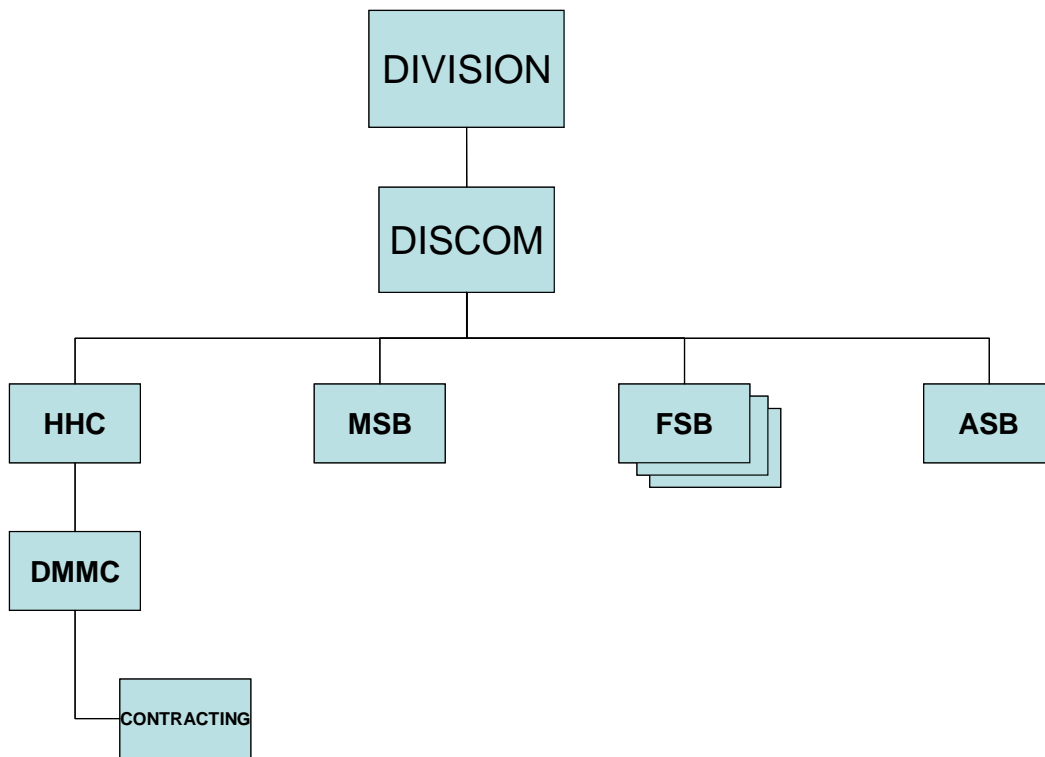 DIVISION
DISCOM
HHC
MSB
FSB
ASB
DMMC
CONTRACTING